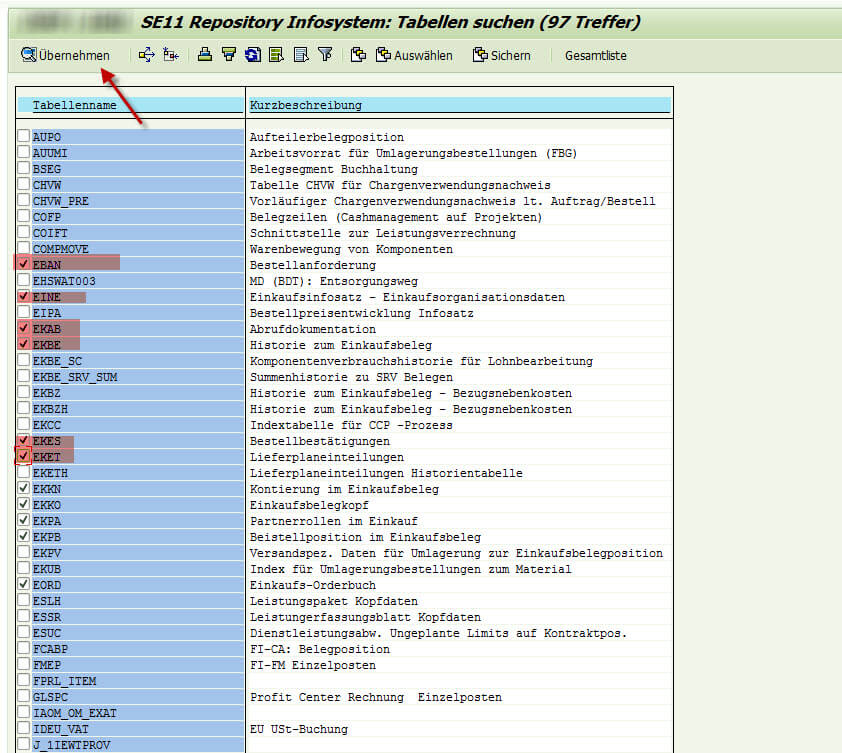 SE11 Repository Infosystem: Tabellen suchen (97 Treffer)
Übernehmen Auswählen Sichern Gesamtliste
Tabellenname Kurzbeschreibung
AUPO Aufteilerbelegposition
AUUMI Arbeitsvorrat für Umlagerungsbestellungen (FBG)
BSEG Belegsegment Buchhaltung
CHVW Tabelle CHVW für Chargenverwendungsnachweis
CHVW_PRE Vorläufiger Chargenverwendungsnachweis lt. Auftrag/Bestell
COFP Belegzeilen (Cashmanagement auf Projekten)
COIFT Schnittstelle zur Leistungsverrechnung
COMPMOVE Warenbewegung von Komponenten
EBAN Bestellanforderung
EHSWAT003 MD (BDT): Entsorgungsweg
EINE Einkaufsinfosatz - Einkaufsorganisationsdaten
EIPA Bestellpreisentwicklung Infosatz
EKAB Abrufdokumentation
EKBE Historie zum Einkaufsbeleg
EKBE_SC Komponentenverbrauchshistorie für Lohnbearbeitung
EKBE_SRV_SUM Summenhistorie zu SRV Belegen
EKBZ Historie zum Einkaufsbeleg - Bezugsnebenkosten
EKBZH Historie zum Einkaufsbeleg - Bezugsnebenkosten
EKCC Indextabelle für CCP -Prozess
EKES Bestellbestätigungen
EKET Lieferplaneinteilungen
EKETH Lieferplaneinteilungen Historientabelle
EKKN Kontierung im Einkaufsbeleg
EKKO Einkaufsbelegkopf
EKPA Partnerrollen im Einkauf
EKPB Beistellposition im Einkaufsbeleg
EKPV Versandspez. Daten für Umlagerung zur Einkaufsbelegposition
EKUB Index für Umlagerungsbestellungen zum Material
EORD Einkaufs-Orderbuch
ESLH Leistungspaket Kopfdaten
ESSR Leistungerfassungsblatt Kopfdaten
ESUC Dienstleistungsabw. Ungeplante Limits auf Kontraktpos.
FCABP FI-CA: Belegposition
FMEP FI-FM Einzelposten
FPRL_ITEM
GLSPC Profit Center Rechnung Einzelposten
IAOM_OM_EXAT
IDEU_VAT EU USt-Buchung
J_1IEWTPROV